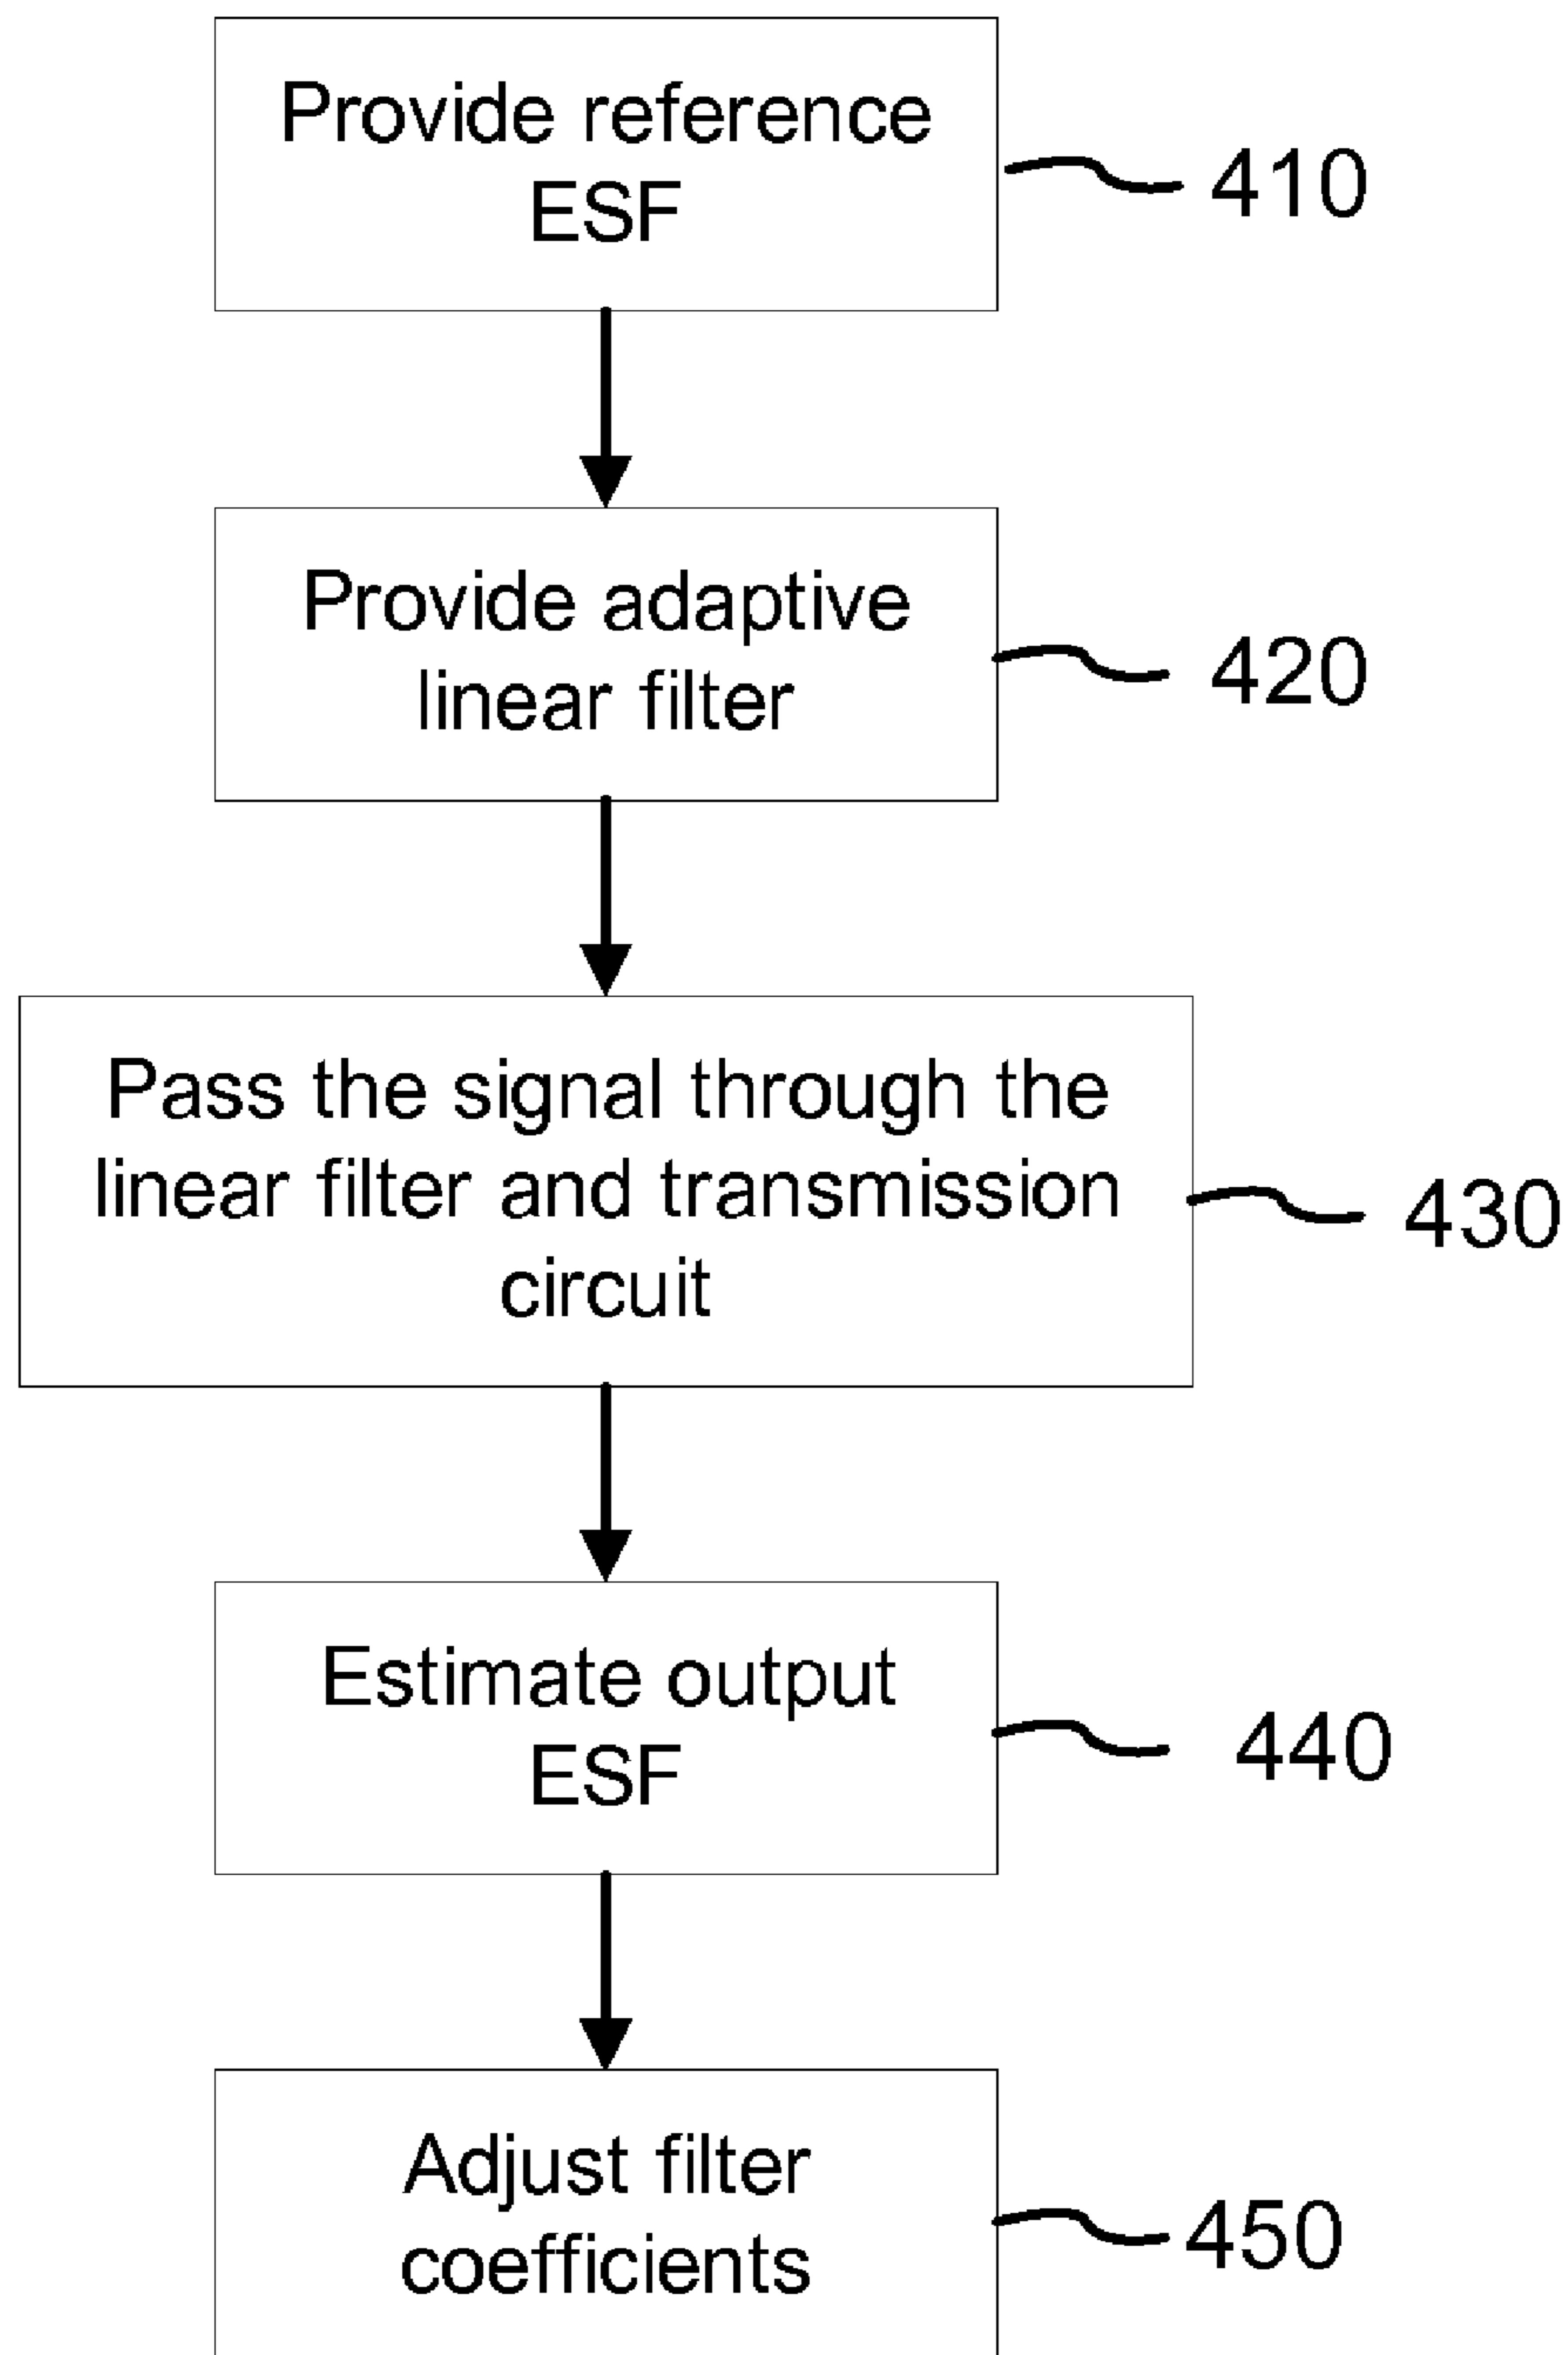 Provide reference
ESF
410
Provide adaptive
linear filter
420
Pass the signal through the
linear filter and transmission
circuit
430
Estimate output
ESF
440
Adjust filter
coefficients
450